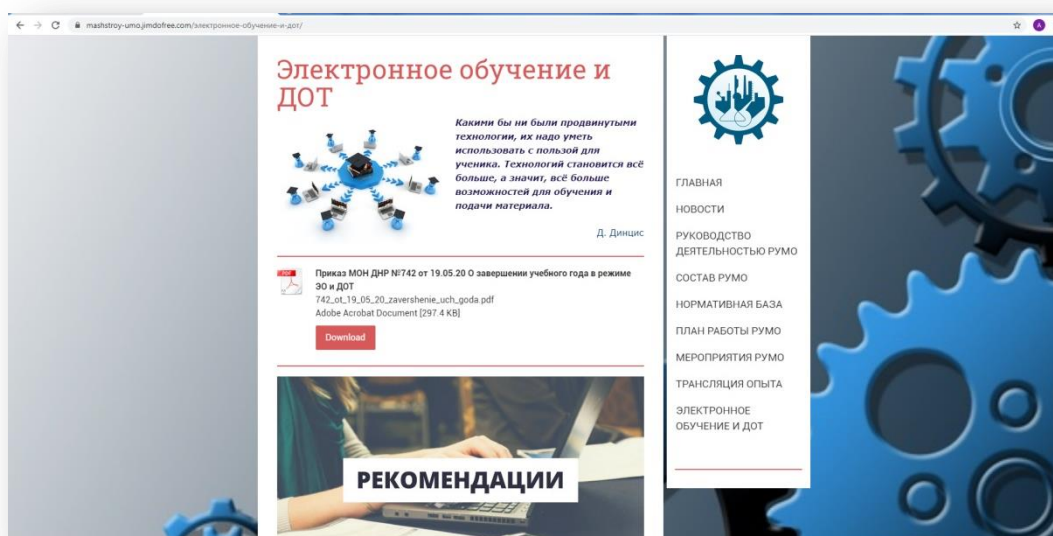 mashstroy-umo.jimdofree.com/электронное-обучение-и-дот/
A
Электронное обучение и
ДОТ
Какими бы ни были продвинутыми
технологии, их надо уметь
использовать с пользой для
ученика. Технологий становится всё
больше, а значит, всё больше
возможностей для обучения и
подачи материала.
Д. Динцис
PDF
Приказ МОН ДНР №742 от 19.05.20 О завершении учебного года в режиме
ЭО и ДОТ
742_ot_19_05_20_zavershenie_uch_goda.pdf
Adobe Acrobat Document [297.4 KB]
Download
РЕКОМЕНДАЦИИ
ГЛАВНАЯ
НОВОСТИ
РУКОВОДСТВО
ДЕЯТЕЛЬНОСТЬЮ РУМО
СОСТАВ РУМО
НОРМАТИВНАЯ БАЗА
ПЛАН РАБОТЫ РУМО
МЕРОПРИЯТИЯ РУМО
ТРАНСЛЯЦИЯ ОПЫТА
ЭЛЕКТРОННОЕ
ОБУЧЕНИЕ И ДОТ